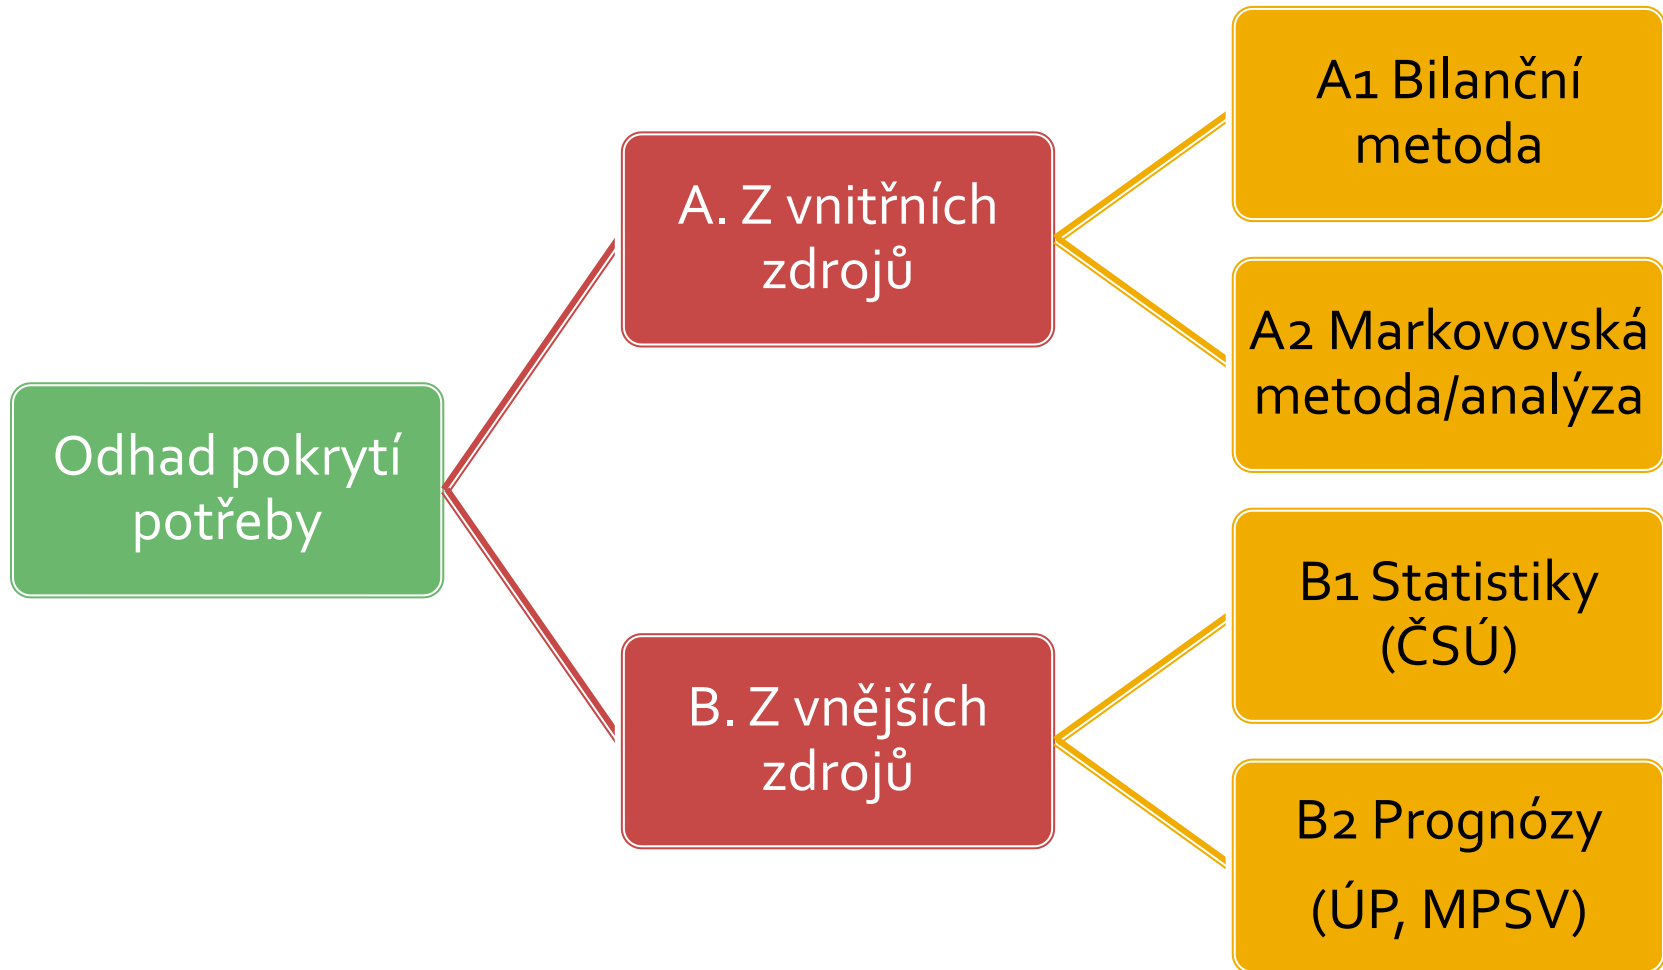 Odhad pokrytí
potřeby
A. Z vnitřních
zdrojů
A1 Bilanční
metoda
A2 Markovovská
metoda/analýza
B. Z vnějších
zdrojů
B1 Statistiky
(ČSÚ)
B2 Prognózy
(ÚP, MPSV)